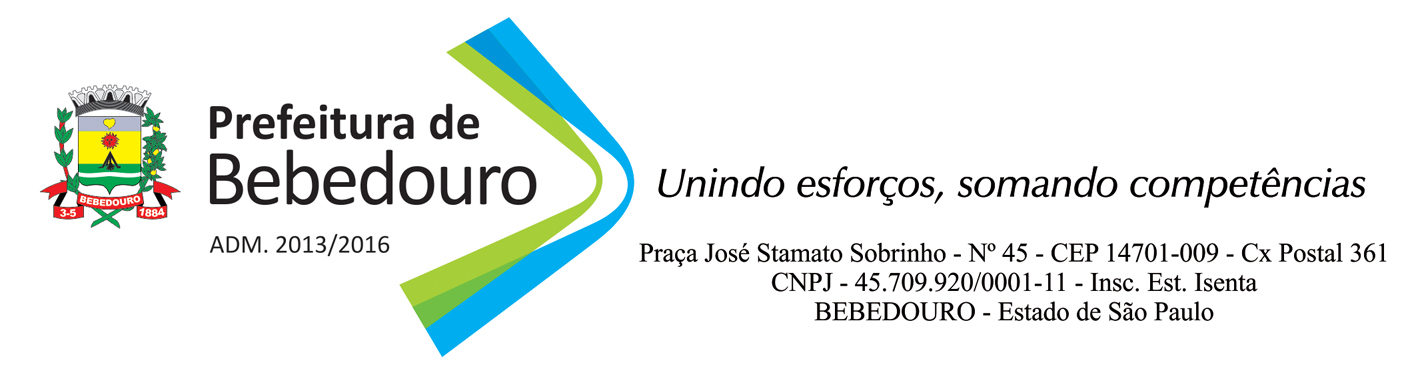 Prefeitura de
Bebedouro
ADM. 2013/2016
BEBEDOURO
3-5
1884
Unindo esforços, somando competências
Praça José Stamato Sobrinho - Nº 45 - CEP 14701-009 - Cx Postal 361
CNPJ - 45.709.920/0001-11 - Insc. Est. Isenta
BEBEDOURO - Estado de São Paulo